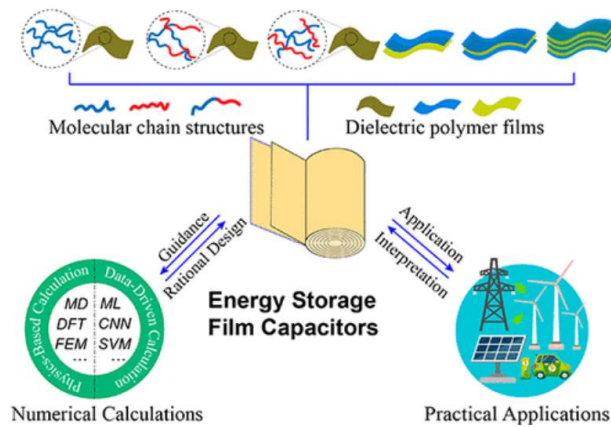 Molecular chain structures
Dielectric polymer films
Guidance
Rational Design
Application
Interpretation
Energy Storage
Film Capacitors
Physics-Based Calculation
Data-Driven Calculation
MD ML
DFT CNN
FEM SVM
... ...
Numerical Calculations
Practical Applications